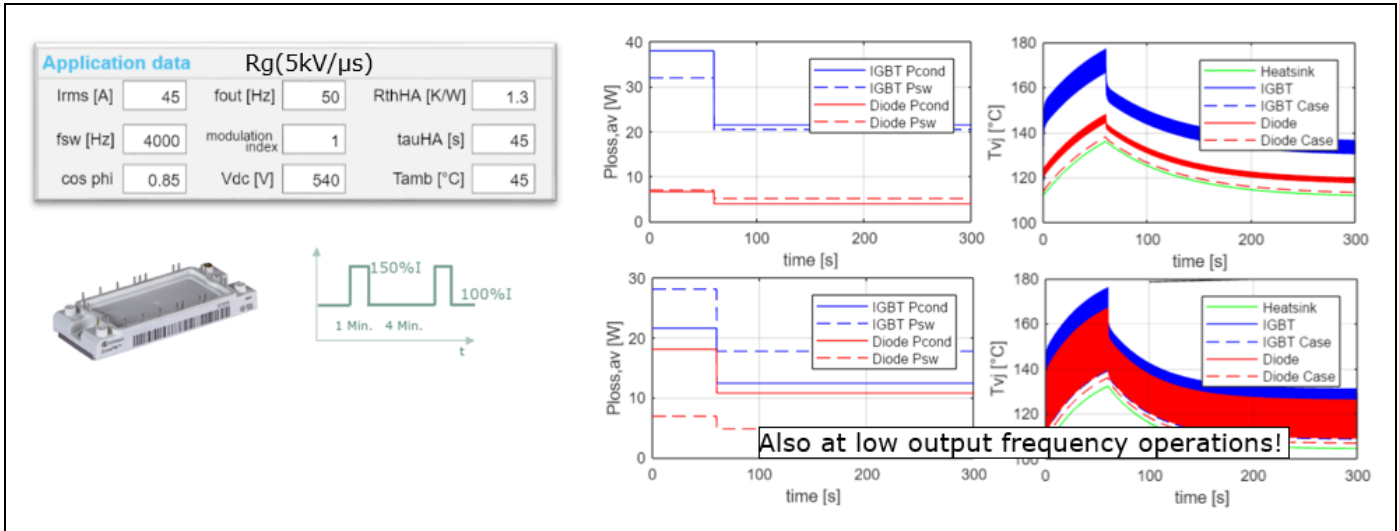 Application data Rg(5kV/µs)
Irms [A] 45 fout [Hz] 50 RthHA [K/W] 1.3
fsw [Hz] 4000 modulation index 1 tauHA [s] 45
cos phi 0.85 Vdc [V] 540 Tamb [°C] 45
150%I
100%I
1 Min. 4 Min.
t
40
30
20
10
0
Ploss,av [W]
IGBT Pcond
IGBT Psw
Diode Pcond
Diode Psw
0 100 200 300
time [s]
180
160
140
120
100
Tvj [°C]
Heatsink
IGBT
IGBT Case
Diode
Diode Case
0 100 200 300
time [s]
30
20
10
0
Ploss,av [W]
IGBT Pcond
IGBT Psw
Diode Pcond
Diode Psw
0 100 200 300
time [s]
180
160
140
120
100
Tvj [°C]
Heatsink
IGBT
IGBT Case
Diode
Diode Case
0 100 200 300
time [s]
Also at low output frequency operations!